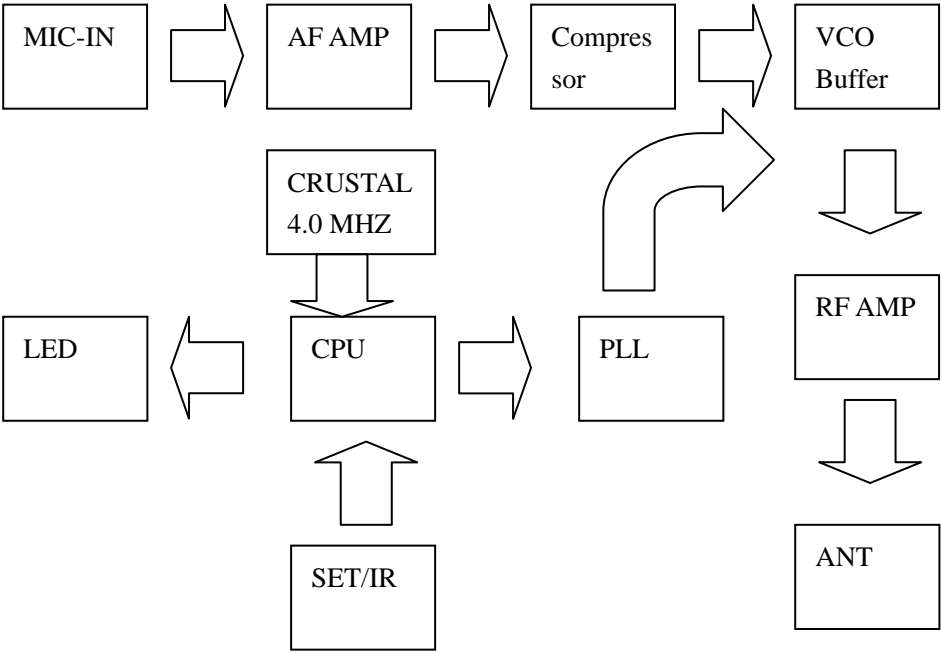 MIC-IN
AF AMP
Compres
sor
VCO
Buffer
CRUSTAL
4.0 MHZ
LED
CPU
PLL
RF AMP
SET/IR
ANT